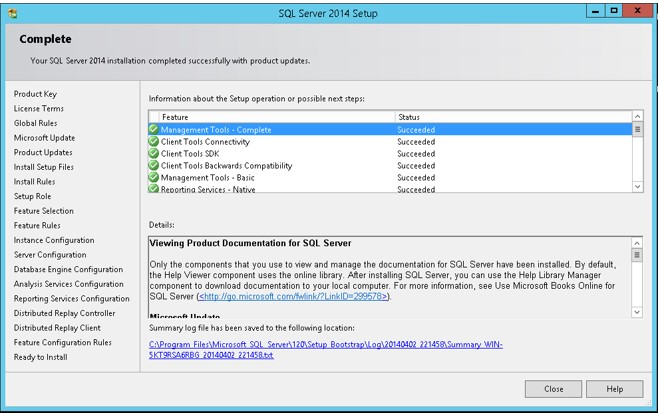 SQL Server 2014 Setup
Complete
Your SQL Server 2014 installation completed successfully with product updates.
Product Key
License Terms
Global Rules
Microsoft Update
Product Updates
Install Setup Files
Install Rules
Setup Role
Feature Selection
Feature Rules
Instance Configuration
Server Configuration
Database Engine Configuration
Analysis Services Configuration
Reporting Services Configuration
Distributed Replay Controller
Distributed Replay Client
Feature Configuration Rules
Ready to Install
Information about the Setup operation or possible next steps:
Feature Status
Management Tools - Complete Succeeded
Client Tools Connectivity Succeeded
Client Tools SDK Succeeded
Client Tools Backwards Compatibility Succeeded
Management Tools - Basic Succeeded
Reporting Services - Native Succeeded
Details:
Viewing Product Documentation for SQL Server
Only the components that you use to view and manage the documentation for SQL Server have been installed. By default,
the Help Viewer component uses the online library. After installing SQL Server, you can use the Help Library Manager
component to download documentation to your local computer. For more information, see Use Microsoft Books Online for
SQL Server (<http://go.microsoft.com/fwlink/?LinkID=299578>).
Microsoft Update
Summary log file has been saved to the following location:
C:\Program Files\Microsoft SQL Server\120\Setup Bootstrap\Log\20140402_221458\Summary_WIN-
5KT9RSA6RBG_20140402_221458.txt
Close Help